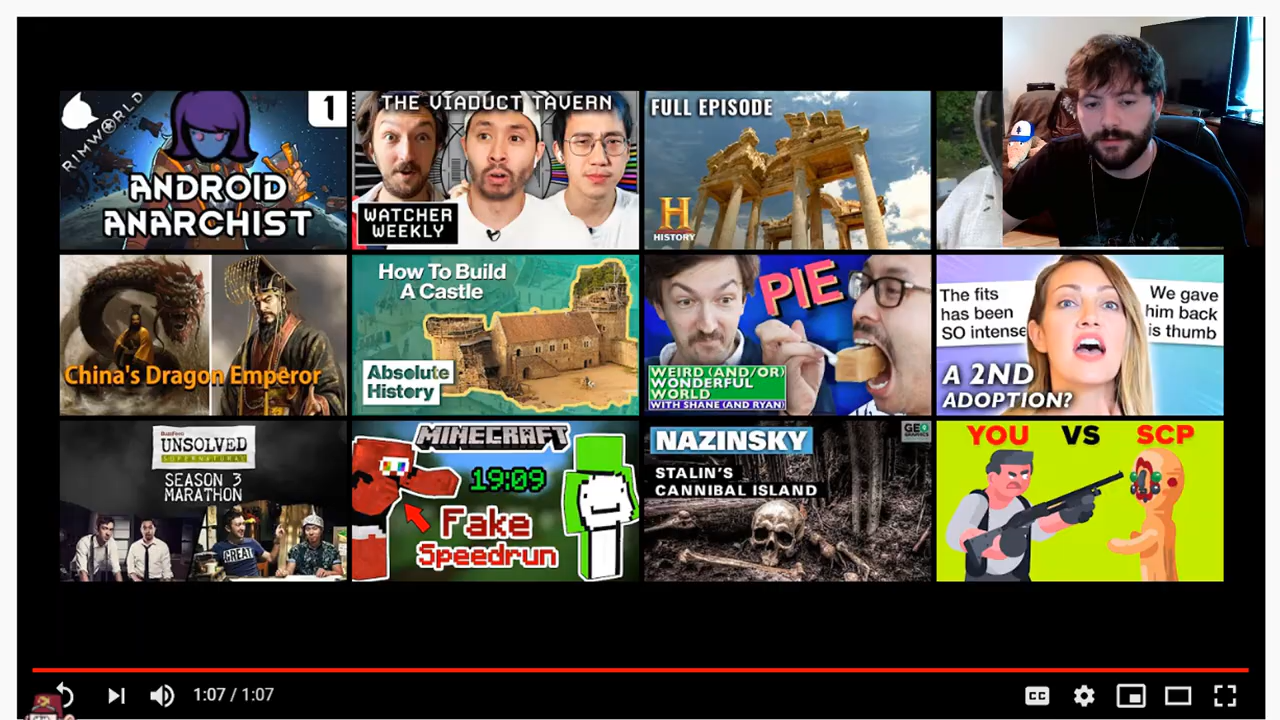 RIMWORLD
1
ANDROID
ANARCHIST
THE VIADUCT TAVERN
WATCHER
WEEKLY
FULL EPISODE
H
HISTORY
China's Dragon Emperor
How To Build
A Castle
Absolute
History
PIE
WEIRD (AND/OR)
WONDERFUL
WORLD
WITH SHANE (AND RYAN)
The fits
has been
SO intense
We gave
him back
is thumb
A 2ND
ADOPTION?
BuzzFeed
UNSOLVED
SUPERNATURAL
SEASON 3
MARATHON
GREAT
MINECRAFT
19:09
Fake
Speedrun
NAZINSKY
STALIN'S
CANNIBAL ISLAND
GEO
GRAPHICS
YOU VS SCP
1:07 / 1:07
CC